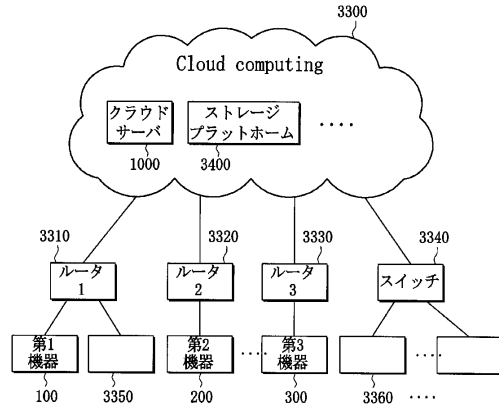 3300
Cloud computing
クラウド
サーバ
ストレージ
プラットホーム
‥‥
1000
3400
3310
3320
3330
3340
ルータ
1
ルータ
2
ルータ
3
スイッチ
第1
機器
第2
機器
‥‥
第3
機器
‥‥
100
3350
200
300
3360
‥‥